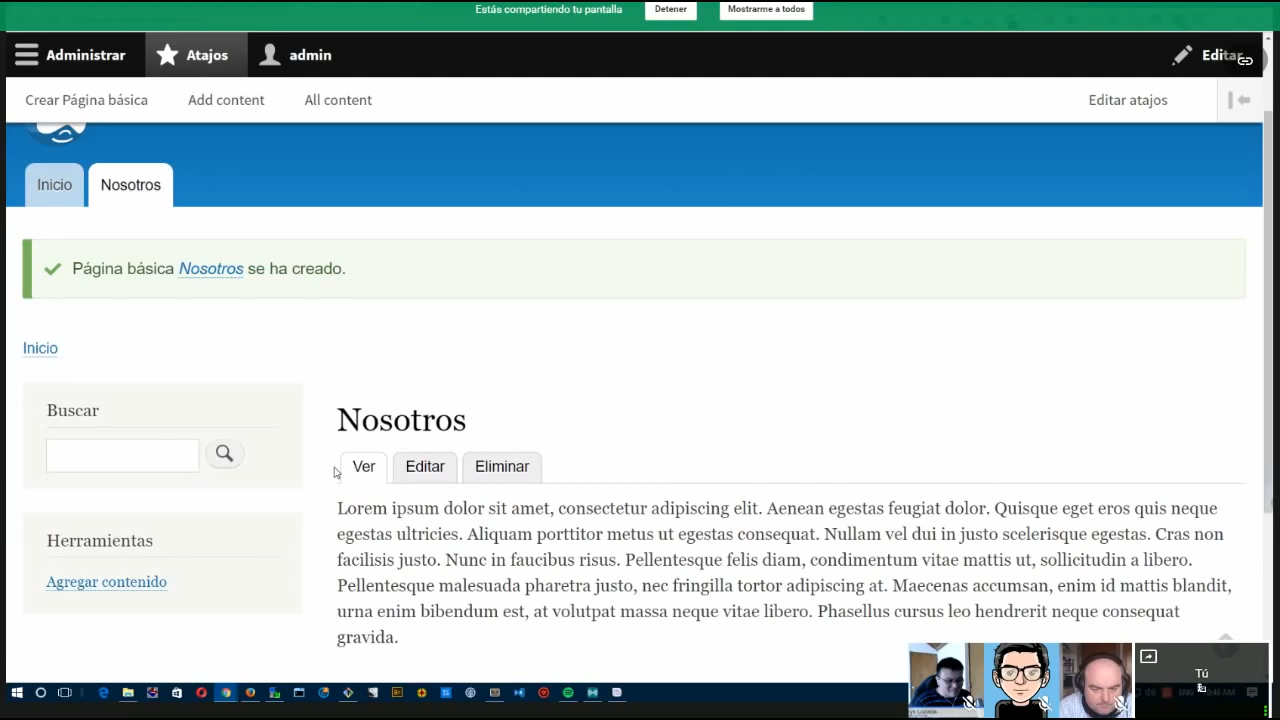 Estás compartiendo tu pantalla
Detener
Mostrarme a todos
Administrar
Atajos
admin
Editar
Crear Página básica
Add content
All content
Editar atajos
Inicio
Nosotros
Página básica Nosotros se ha creado.
Inicio
Buscar
Nosotros
Ver
Editar
Eliminar
Lorem ipsum dolor sit amet, consectetur adipiscing elit. Aenean egestas feugiat dolor. Quisque eget eros quis neque
egestas ultricies. Aliquam porttitor metus ut egestas consequat. Nullam vel dui in justo scelerisque egestas. Cras non
facilisis justo. Nunc in faucibus risus. Pellentesque felis diam, condimentum vitae mattis ut, sollicitudin a libero.
Pellentesque malesuada pharetra justo, nec fringilla tortor adipiscing at. Maecenas accumsan, enim id mattis blandit,
urna enim bibendum est, at volutpat massa neque vitae libero. Phasellus cursus leo hendrerit neque consequat
gravida.
Herramientas
Agregar contenido
Tú
ENG